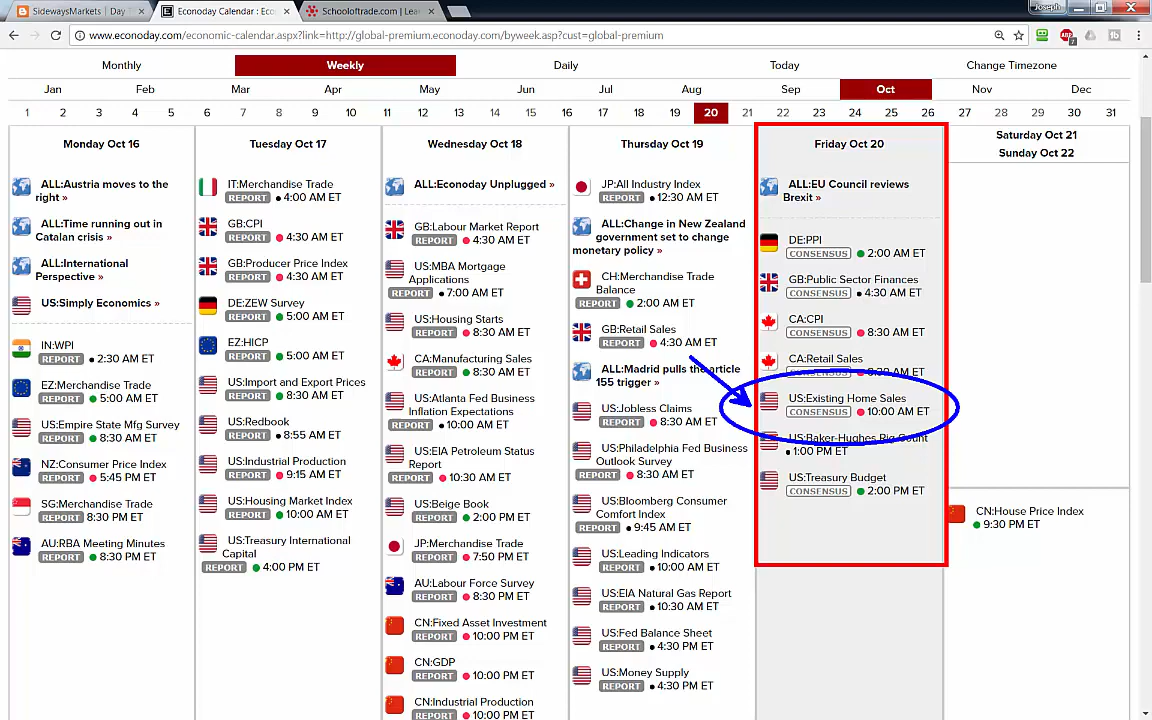 SidewaysMarkets | Day T
Econoday Calendar : Eco
Schooloftrade.com | Lea
Joseph
www.econoday.com/economic-calendar.aspx?link=http://global-premium.econoday.com/byweek.asp?cust=global-premium
Monthly Weekly Daily Today Change Timezone
Jan Feb Mar Apr May Jun Jul Aug Sep Oct Nov Dec
1 2 3 4 5 6 7 8 9 10 11 12 13 14 15 16 17 18 19 20 21 22 23 24 25 26 27 28 29 30 31
Monday Oct 16
ALL:Austria moves to the
right »
ALL:Time running out in
Catalan crisis »
ALL:International
Perspective »
US:Simply Economics »
IN:WPI
REPORT 2:30 AM ET
EZ:Merchandise Trade
REPORT 5:00 AM ET
US:Empire State Mfg Survey
REPORT 8:30 AM ET
NZ:Consumer Price Index
REPORT 5:45 PM ET
SG:Merchandise Trade
REPORT 8:30 PM ET
AU:RBA Meeting Minutes
REPORT 8:30 PM ET
Tuesday Oct 17
IT:Merchandise Trade
REPORT 4:00 AM ET
GB:CPI
REPORT 4:30 AM ET
GB:Producer Price Index
REPORT 4:30 AM ET
DE:ZEW Survey
REPORT 5:00 AM ET
EZ:HICP
REPORT 5:00 AM ET
US:Import and Export Prices
REPORT 8:30 AM ET
US:Redbook
REPORT 8:55 AM ET
US:Industrial Production
REPORT 9:15 AM ET
US:Housing Market Index
REPORT 10:00 AM ET
US:Treasury International
Capital
REPORT 4:00 PM ET
Wednesday Oct 18
ALL:Econoday Unplugged »
GB:Labour Market Report
REPORT 4:30 AM ET
US:MBA Mortgage
Applications
REPORT 7:00 AM ET
US:Housing Starts
REPORT 8:30 AM ET
CA:Manufacturing Sales
REPORT 8:30 AM ET
US:Atlanta Fed Business
Inflation Expectations
REPORT 10:00 AM ET
US:EIA Petroleum Status
Report
REPORT 10:30 AM ET
US:Beige Book
REPORT 2:00 PM ET
JP:Merchandise Trade
REPORT 7:50 PM ET
AU:Labour Force Survey
REPORT 8:30 PM ET
CN:Fixed Asset Investment
REPORT 10:00 PM ET
CN:GDP
REPORT 10:00 PM ET
CN:Industrial Production
REPORT 10:00 PM ET
Thursday Oct 19
JP:All Industry Index
REPORT 12:30 AM ET
ALL:Change in New Zealand
government set to change
monetary policy »
CH:Merchandise Trade
Balance
REPORT 2:00 AM ET
GB:Retail Sales
REPORT 4:30 AM ET
ALL:Madrid pulls the article
155 trigger »
US:Jobless Claims
REPORT 8:30 AM ET
US:Philadelphia Fed Business
Outlook Survey
REPORT 8:30 AM ET
US:Bloomberg Consumer
Comfort Index
REPORT 9:45 AM ET
US:Leading Indicators
REPORT 10:00 AM ET
US:EIA Natural Gas Report
REPORT 10:30 AM ET
US:Fed Balance Sheet
REPORT 4:30 PM ET
US:Money Supply
REPORT 4:30 PM ET
Friday Oct 20
ALL:EU Council reviews
Brexit »
DE:PPI
CONSENSUS 2:00 AM ET
GB:Public Sector Finances
CONSENSUS 4:30 AM ET
CA:CPI
CONSENSUS 8:30 AM ET
CA:Retail Sales
CONSENSUS 8:30 AM ET
US:Existing Home Sales
CONSENSUS 10:00 AM ET
US:Baker-Hughes Rig Count
1:00 PM ET
US:Treasury Budget
CONSENSUS 2:00 PM ET
Saturday Oct 21
Sunday Oct 22
CN:House Price Index
9:30 PM ET